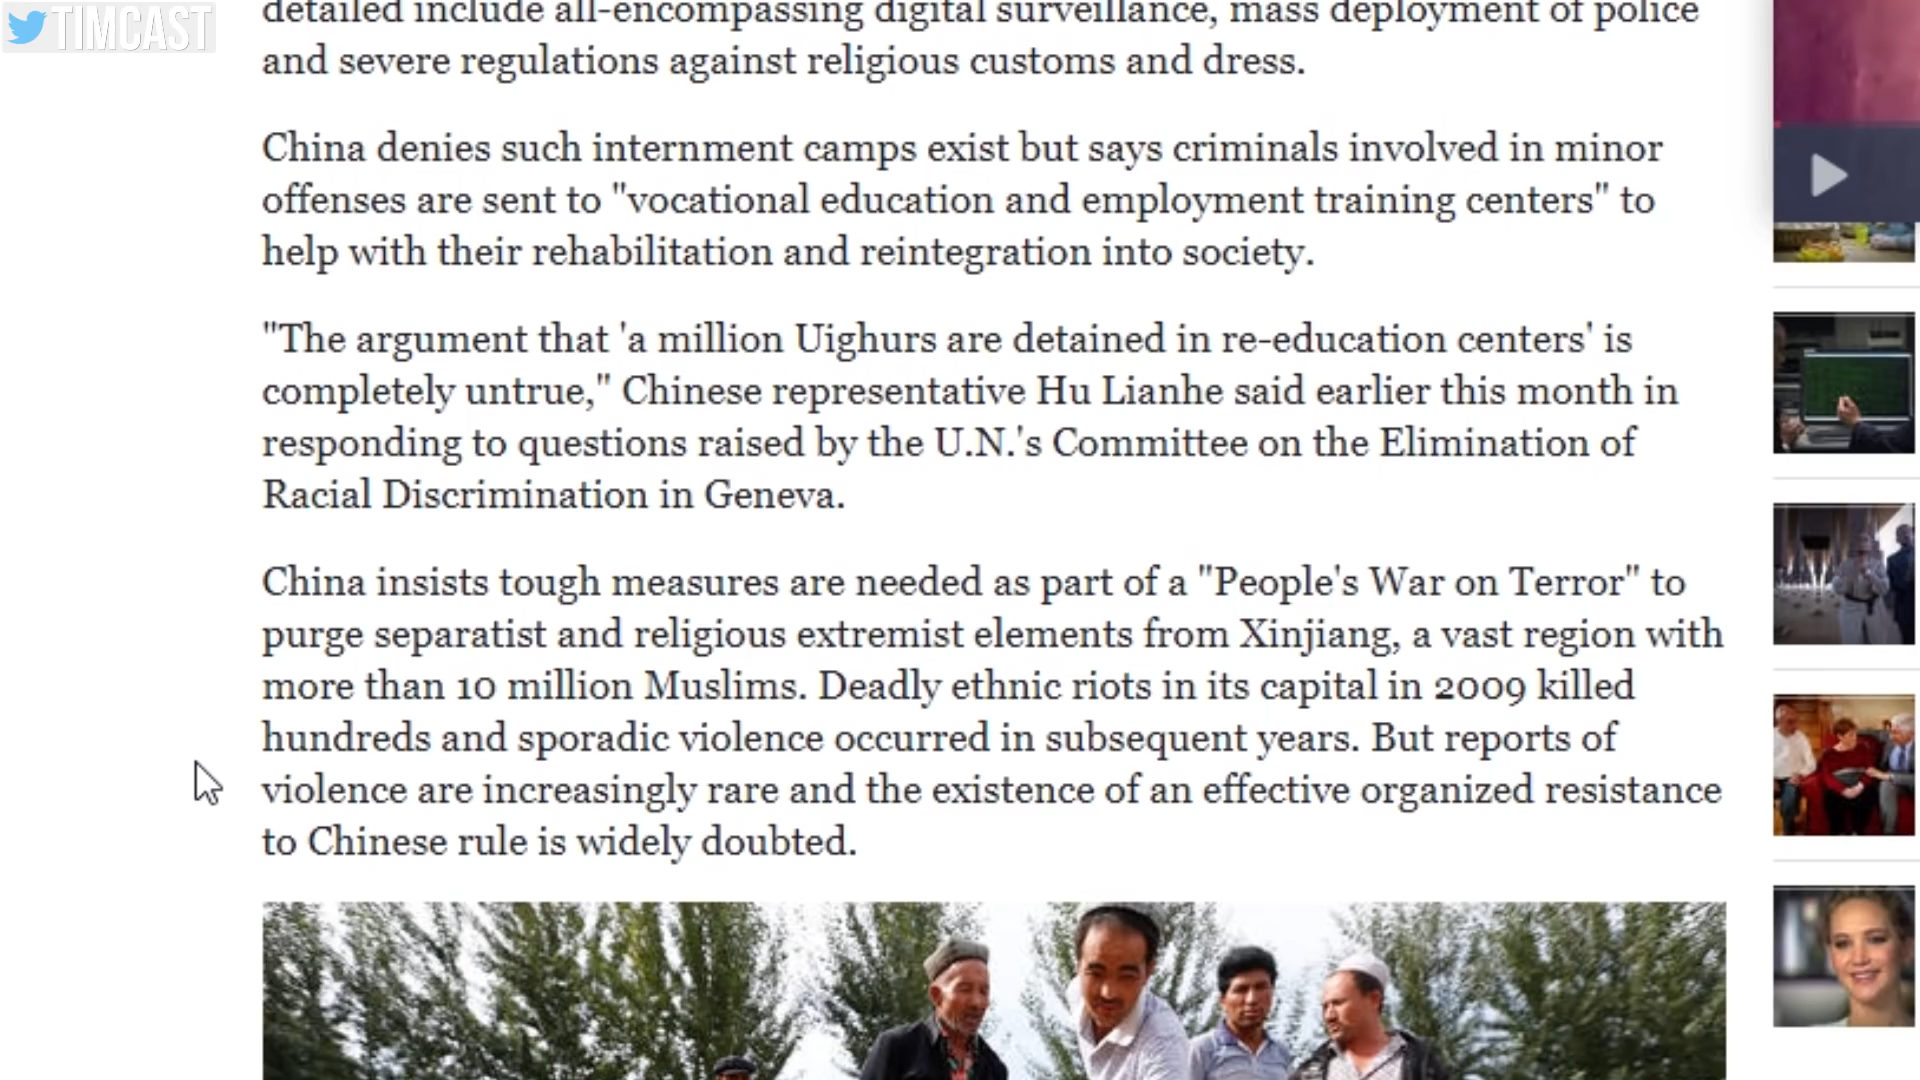 TIMCAST
detailed include all-encompassing digital surveillance, mass deployment of police
and severe regulations against religious customs and dress.
China denies such internment camps exist but says criminals involved in minor
offenses are sent to "vocational education and employment training centers" to
help with their rehabilitation and reintegration into society.
"The argument that 'a million Uighurs are detained in re-education centers' is
completely untrue," Chinese representative Hu Lianhe said earlier this month in
responding to questions raised by the U.N.'s Committee on the Elimination of
Racial Discrimination in Geneva.
China insists tough measures are needed as part of a "People's War on Terror" to
purge separatist and religious extremist elements from Xinjiang, a vast region with
more than 10 million Muslims. Deadly ethnic riots in its capital in 2009 killed
hundreds and sporadic violence occurred in subsequent years. But reports of
violence are increasingly rare and the existence of an effective organized resistance
to Chinese rule is widely doubted.